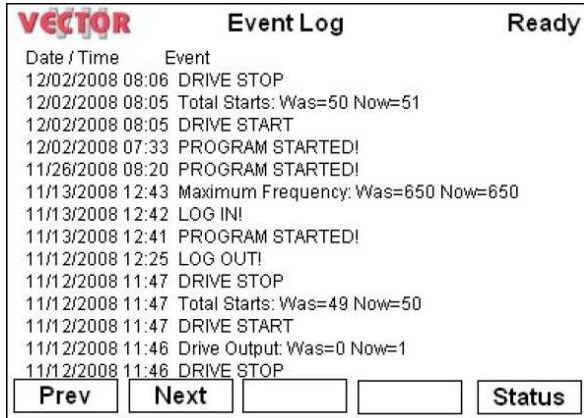 VECTOR Event Log Ready
Date / Time Event
12/02/2008 08:06 DRIVE STOP
12/02/2008 08:05 Total Starts: Was=50 Now=51
12/02/2008 08:05 DRIVE START
12/02/2008 07:33 PROGRAM STARTED!
11/26/2008 08:20 PROGRAM STARTED!
11/13/2008 12:43 Maximum Frequency: Was=650 Now=650
11/13/2008 12:42 LOG IN!
11/13/2008 12:41 PROGRAM STARTED!
11/12/2008 12:25 LOG OUT!
11/12/2008 11:47 DRIVE STOP
11/12/2008 11:47 Total Starts: Was=49 Now=50
11/12/2008 11:47 DRIVE START
11/12/2008 11:46 Drive Output: Was=0 Now=1
11/12/2008 11:46 DRIVE STOP
Prev Next Status